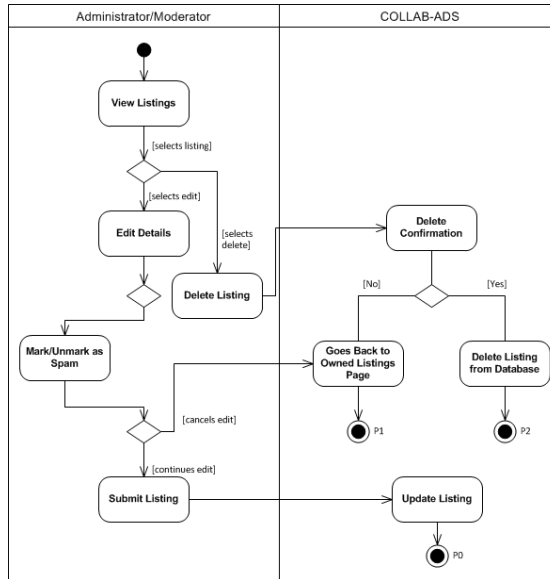 Administrator/Moderator
COLLAB-ADS
View Listings
[selects listing]
[selects edit]
Edit Details
[selects
delete]
Delete Listing
Delete
Confirmation
[No]
[Yes]
Mark/Unmark as
Spam
Goes Back to
Owned Listings
Page
Delete Listing
from Database
[cancels edit]
P1
P2
[continues edit]
Submit Listing
Update Listing
P0